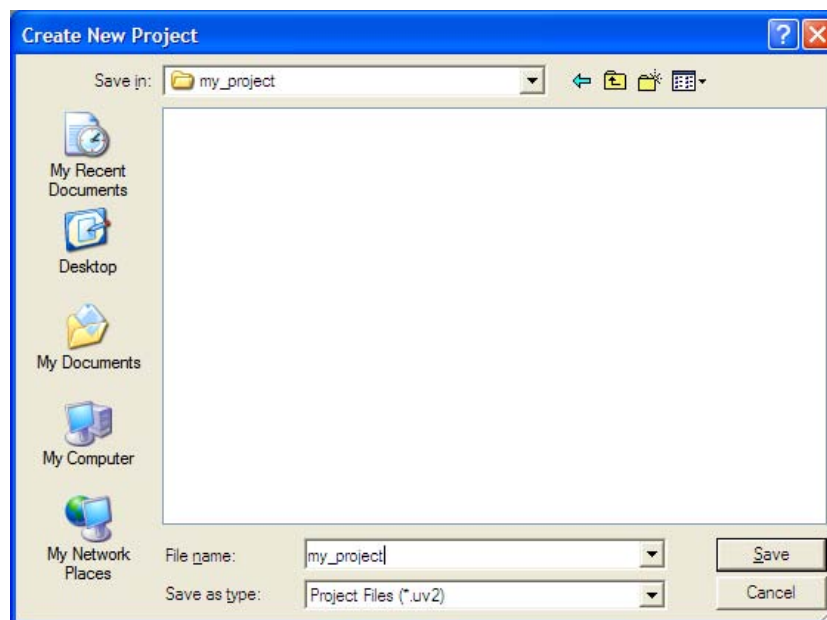 Create New Project
Save in:
my_project
My Recent
Documents
Desktop
My Documents
My Computer
My Network
Places
File name:
my_project
Save
Save as type:
Project Files (*.uv2)
Cancel